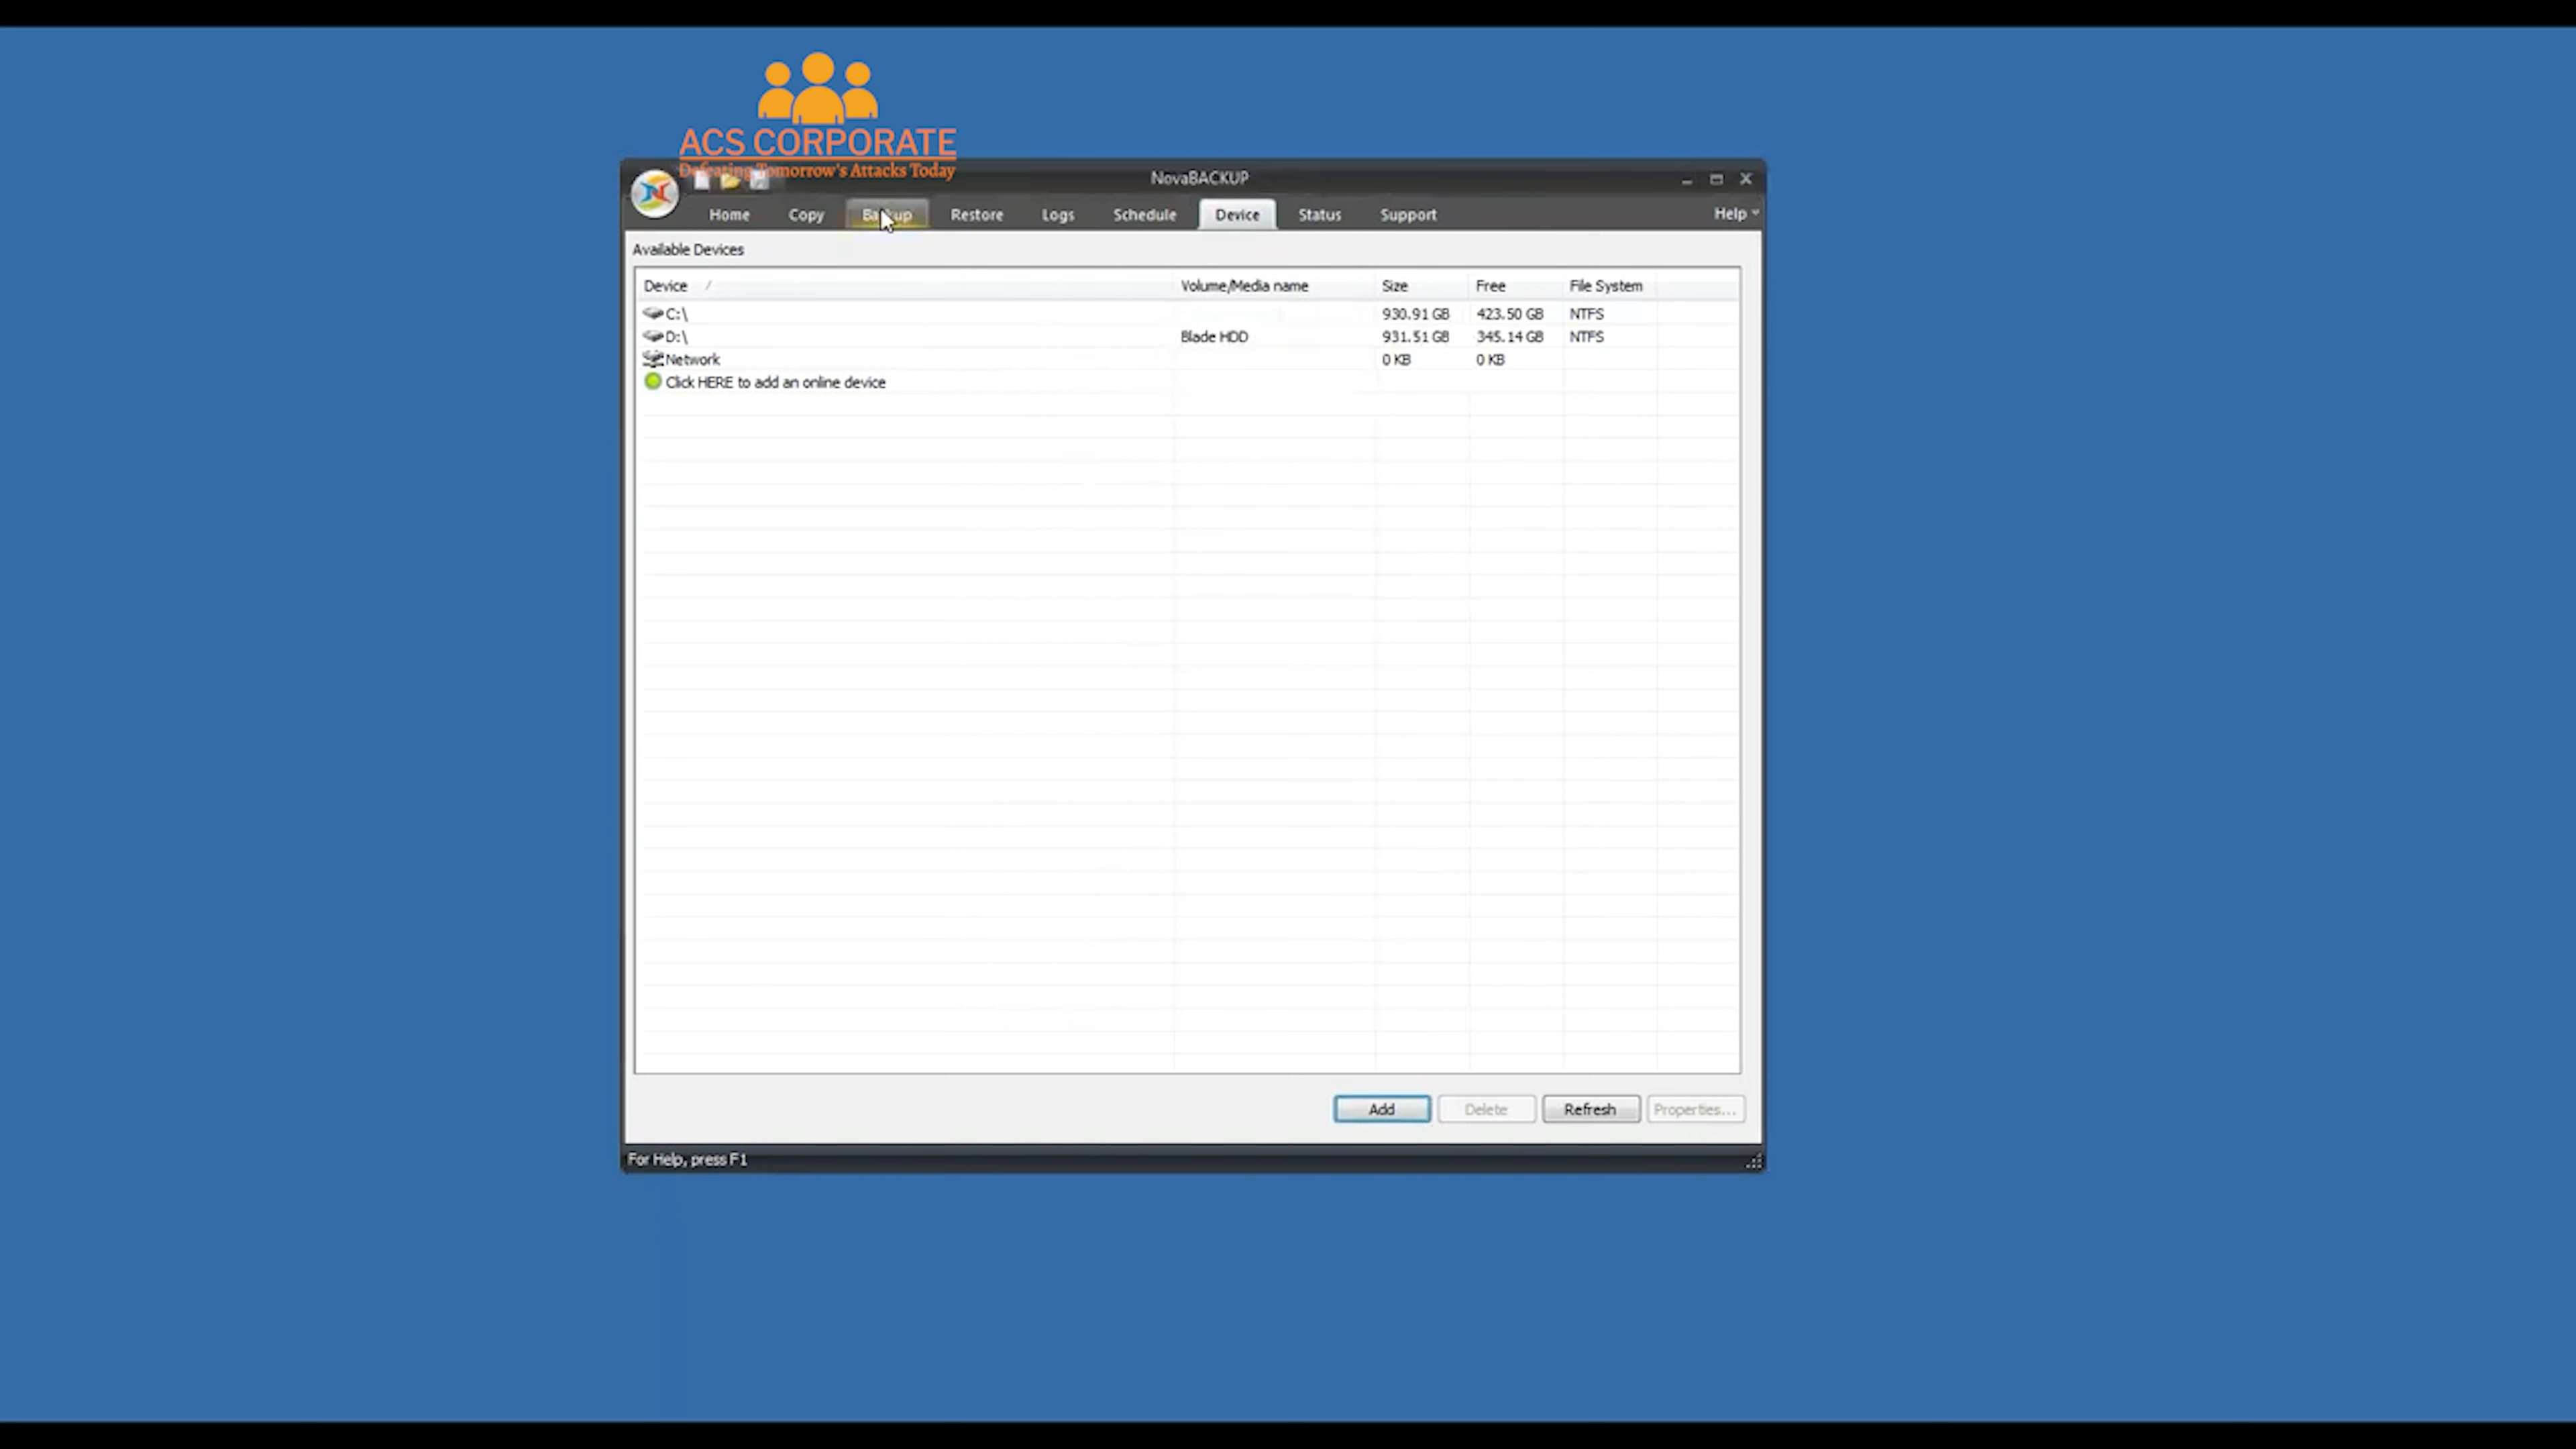 ACS CORPORATE
Defeating Tomorrow's Attacks Today
NovaBACKUP
Home Copy Backup Restore Logs Schedule Device Status Support Help
Available Devices
Device Volume/Media name Size Free File System
C:\ 930.91 GB 423.50 GB NTFS
D:\ Blade HDD 931.51 GB 345.14 GB NTFS
Network 0 KB 0 KB
Click HERE to add an online device
Add Delete Refresh Properties...
For Help, press F1